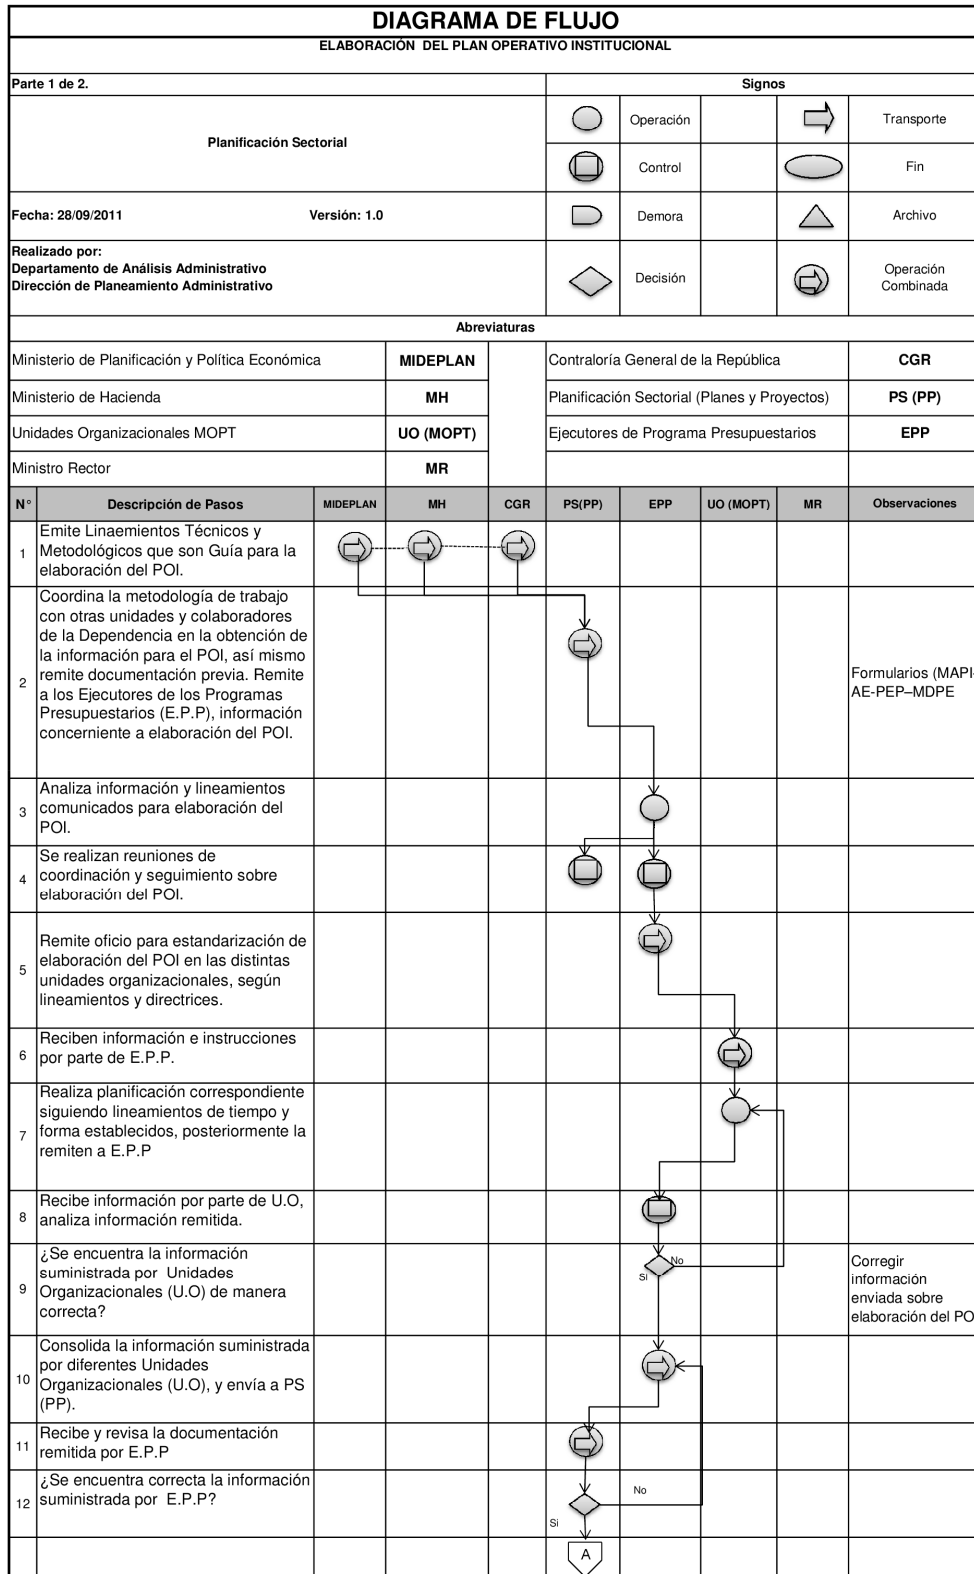 DIAGRAMA DE FLUJO
ELABORACIÓN  DEL PLAN OPERATIVO INSTITUCIONAL
Parte 1 de 2.
Signos
Planificación Sectorial
Operación
Transporte
Control
Fin
Fecha: 28/09/2011
Versión: 1.0
Demora
Archivo
Realizado por:
Departamento de Análisis Administrativo
Dirección de Planeamiento Administrativo
Decisión
Operación
Combinada
Abreviaturas
Ministerio de Planificación y Política Económica
MIDEPLAN
Contraloría General de la República
CGR
Ministerio de Hacienda
MH
Planificación Sectorial (Planes y Proyectos)
PS (PP)
Unidades Organizacionales MOPT
UO (MOPT)
Ejecutores de Programa Presupuestarios
EPP
Ministro Rector
MR
N°
Descripción de Pasos
MIDEPLAN
MH
CGR
PS(PP)
EPP
UO (MOPT)
MR
Observaciones
1
Emite Linaemientos Técnicos y
Metodológicos que son Guía para la
elaboración del POI.
2
Coordina la metodología de trabajo
con otras unidades y colaboradores
de la Dependencia en la obtención de
la información para el POI, así mismo
remite documentación previa. Remite
a los Ejecutores de los Programas
Presupuestarios (E.P.P), información
concerniente a elaboración del POI.
Formularios (MAPI-
AE-PEP–MDPE
3
Analiza información y lineamientos
comunicados para elaboración del
POI.
4
Se realizan reuniones de
coordinación y seguimiento sobre
elaboración del POI.
5
Remite oficio para estandarización de
elaboración del POI en las distintas
unidades organizacionales, según
lineamientos y directrices.
6
Reciben información e instrucciones
por parte de E.P.P.
7
Realiza planificación correspondiente
siguiendo lineamientos de tiempo y
forma establecidos, posteriormente la
remiten a E.P.P
8
Recibe información por parte de U.O,
analiza información remitida.
9
¿Se encuentra la información
suministrada por  Unidades
Organizacionales (U.O) de manera
correcta?
No
Si
Corregir
información
enviada sobre
elaboración del PO
10
Consolida la información suministrada
por diferentes Unidades
Organizacionales (U.O), y envía a PS
(PP).
11
Recibe y revisa la documentación
remitida por E.P.P
12
¿Se encuentra correcta la información
suministrada por  E.P.P?
No
Si
A